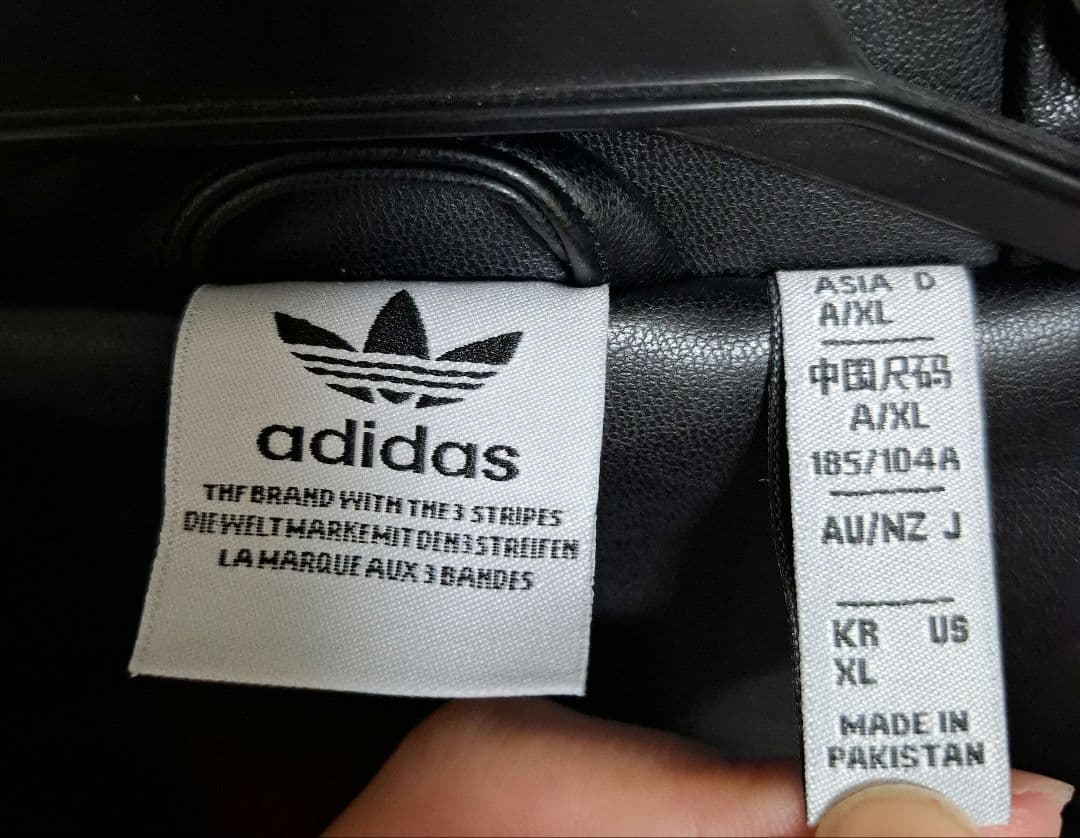 adidas
THE BRAND WITH THE 3 STRIPES
DIE WELTMARKE MIT DEN 3 STREIFEN
LA MARQUE AUX 3 BANDES
ASIA D
A/XL
中国尺码
A/XL
185/104A
AU/NZ J
KR US
XL
MADE IN
PAKISTAN